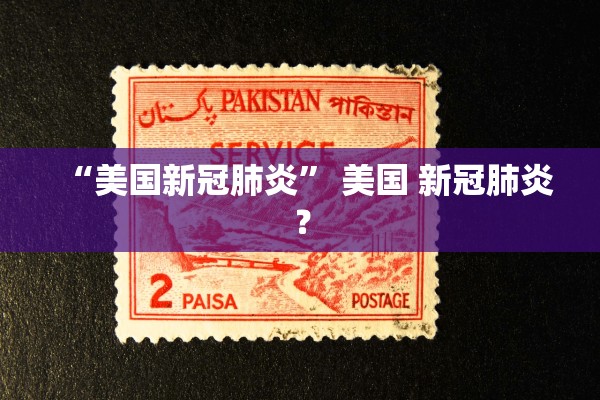 پاکستان PAKISTAN পাকিস্তান
SERVICE
“美国新冠肺炎” 美国 新冠肺炎
?
2 PAISA POSTAGE